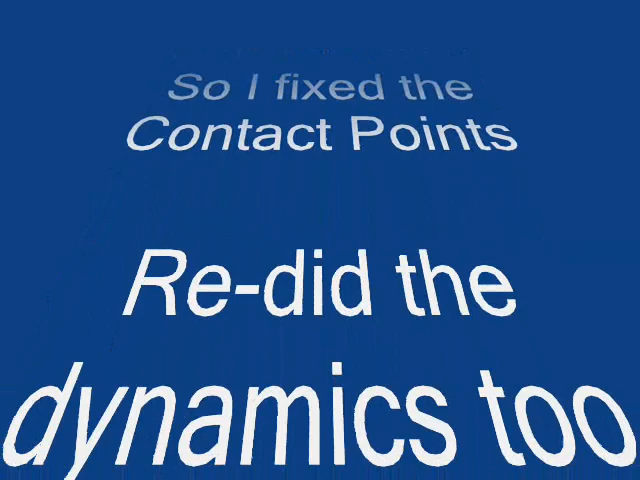 So I fixed the
Contact Points
Re-did the
dynamics too